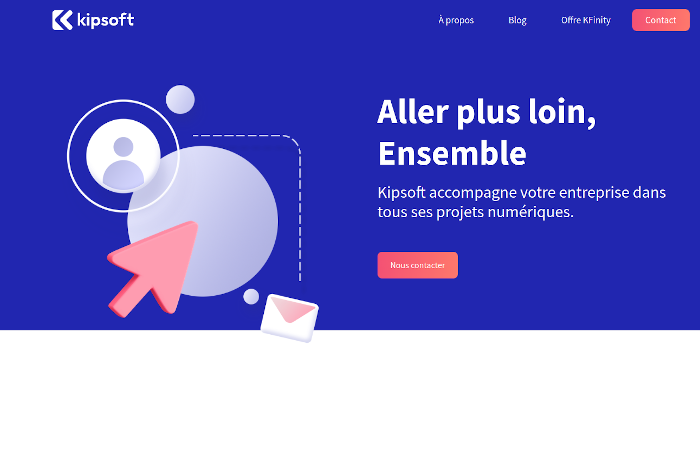 kipsoft
À propos
Blog
Offre KFinity
Contact
Aller plus loin,
Ensemble
Kipsoft accompagne votre entreprise dans
tous ses projets numériques.
Nous contacter